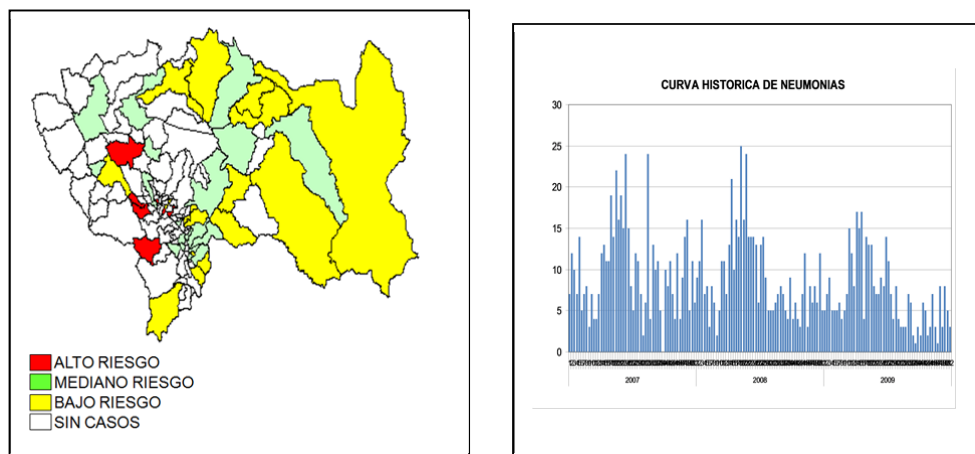 ALTO RIESGO
MEDIANO RIESGO
BAJO RIESGO
SIN CASOS
CURVA HISTORICA DE NEUMONIAS
30
25
20
15
10
5
0
2007 2008 2009